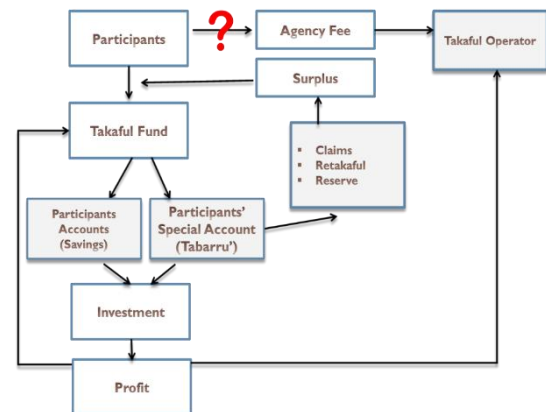 Participants
?
Agency Fee
Takaful Operator
Surplus
Takaful Fund
▪ Claims
▪ Retakaful
▪ Reserve
Participants
Accounts
(Savings)
Participants'
Special Account
(Tabarru')
Investment
Profit